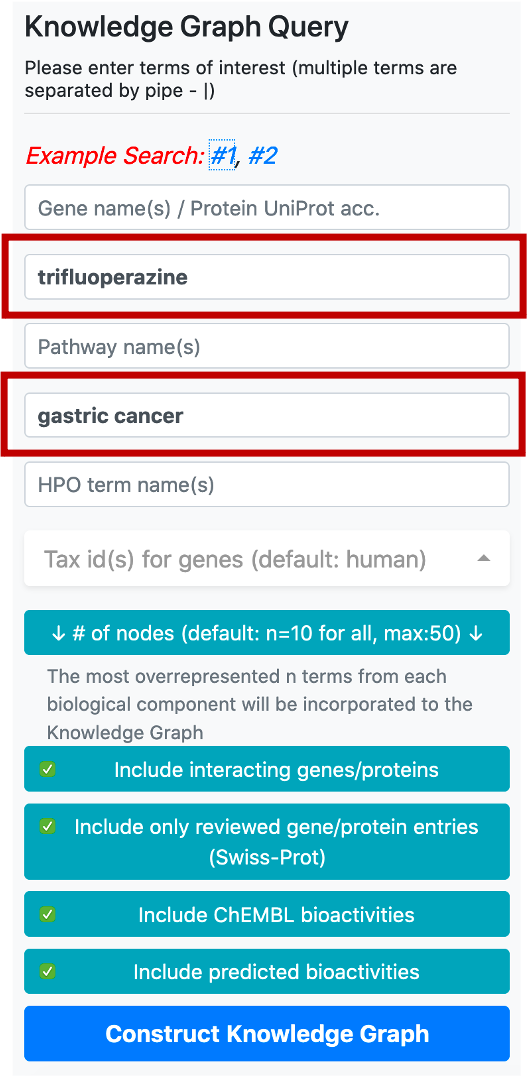 Knowledge Graph Query
Please enter terms of interest (multiple terms are
separated by pipe - |)
Example Search: #1, #2
Gene name(s) / Protein UniProt acc.
trifluoperazine
Pathway name(s)
gastric cancer
HPO term name(s)
Tax id(s) for genes (default: human)
↓ # of nodes (default: n=10 for all, max:50) ↓
The most overrepresented n terms from each
biological component will be incorporated to the
Knowledge Graph
Include interacting genes/proteins
Include only reviewed gene/protein entries
(Swiss-Prot)
Include ChEMBL bioactivities
Include predicted bioactivities
Construct Knowledge Graph